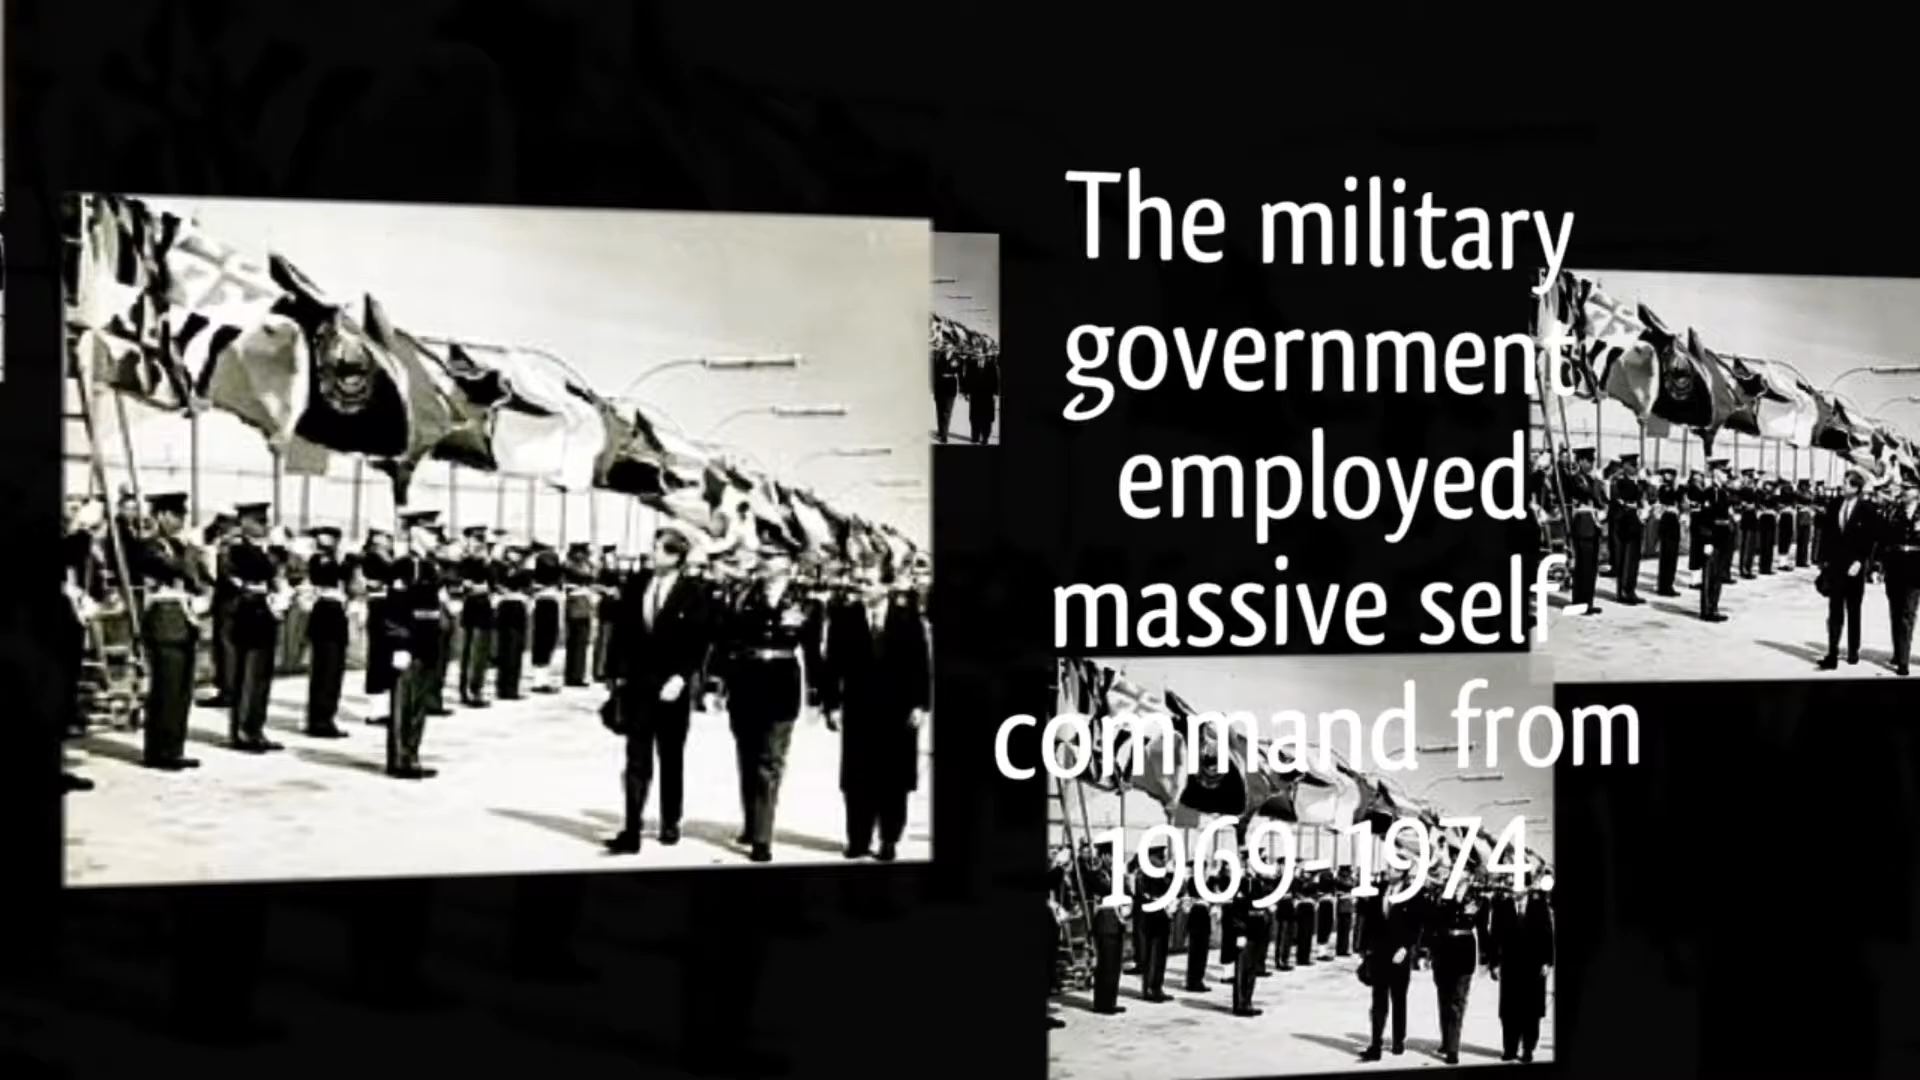 The military
government
employed
massive self-
command from
1969-1974.